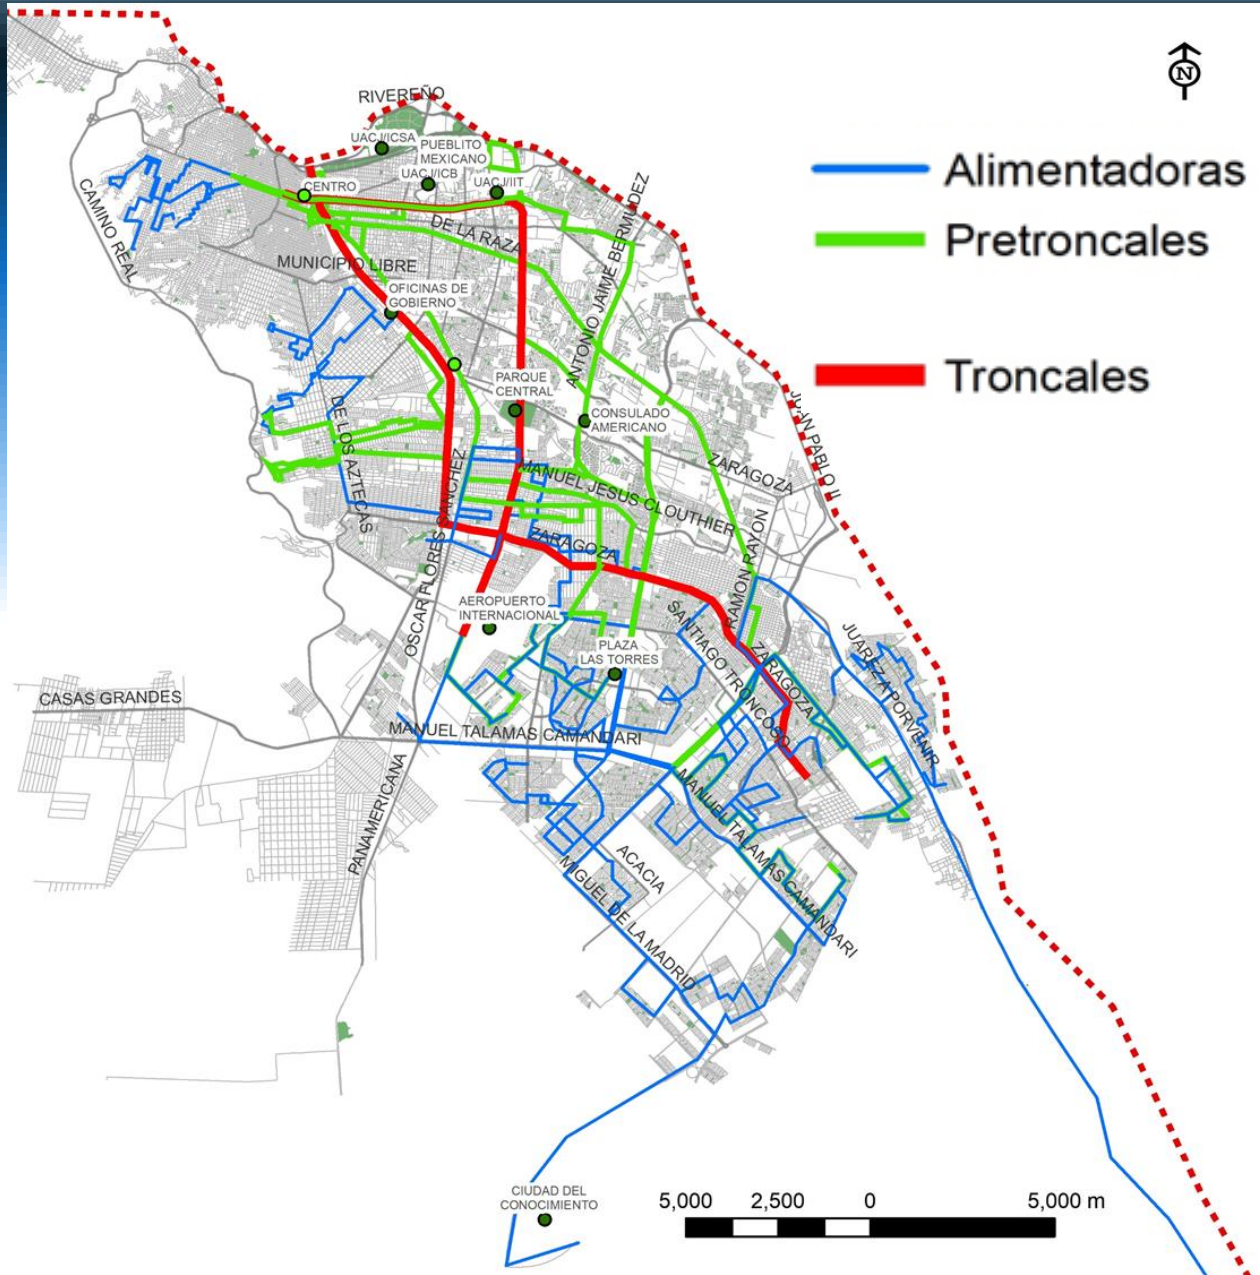 RIVEREÑO
UACJ/ICSA
PUEBLITO
MEXICANO
UACJ/ICB
UACJ/IIT
CENTRO
CAMINO REAL
DE LA RAZA
MUNICIPIO LIBRE
ANTONIO JAIME BERMUDEZ
OFICINAS DE
GOBIERNO
PARQUE
CENTRAL
CONSULADO
AMERICANO
JUAN PABLO II
DE LOS AZTECAS
ZARAGOZA
OSCAR FLORES SANCHEZ
MANUEL JESUS CLOUTHIER
ZARAGOZA
RAMON RAYON
AEROPUERTO
INTERNACIONAL
SANTIAGO TRONCOSO
PLAZA
LAS TORRES
ZARAGOZA
JUAREZ A PORVENIR
CASAS GRANDES
MANUEL TALAMAS CAMANDARI
PANAMERICANA
MANUEL TALAMAS CAMANDARI
ACACIA
MIGUEL DE LA MADRID
CIUDAD DEL
CONOCIMIENTO
N
Alimentadoras
Pretroncales
Troncales
5,000 2,500 0 5,000 m